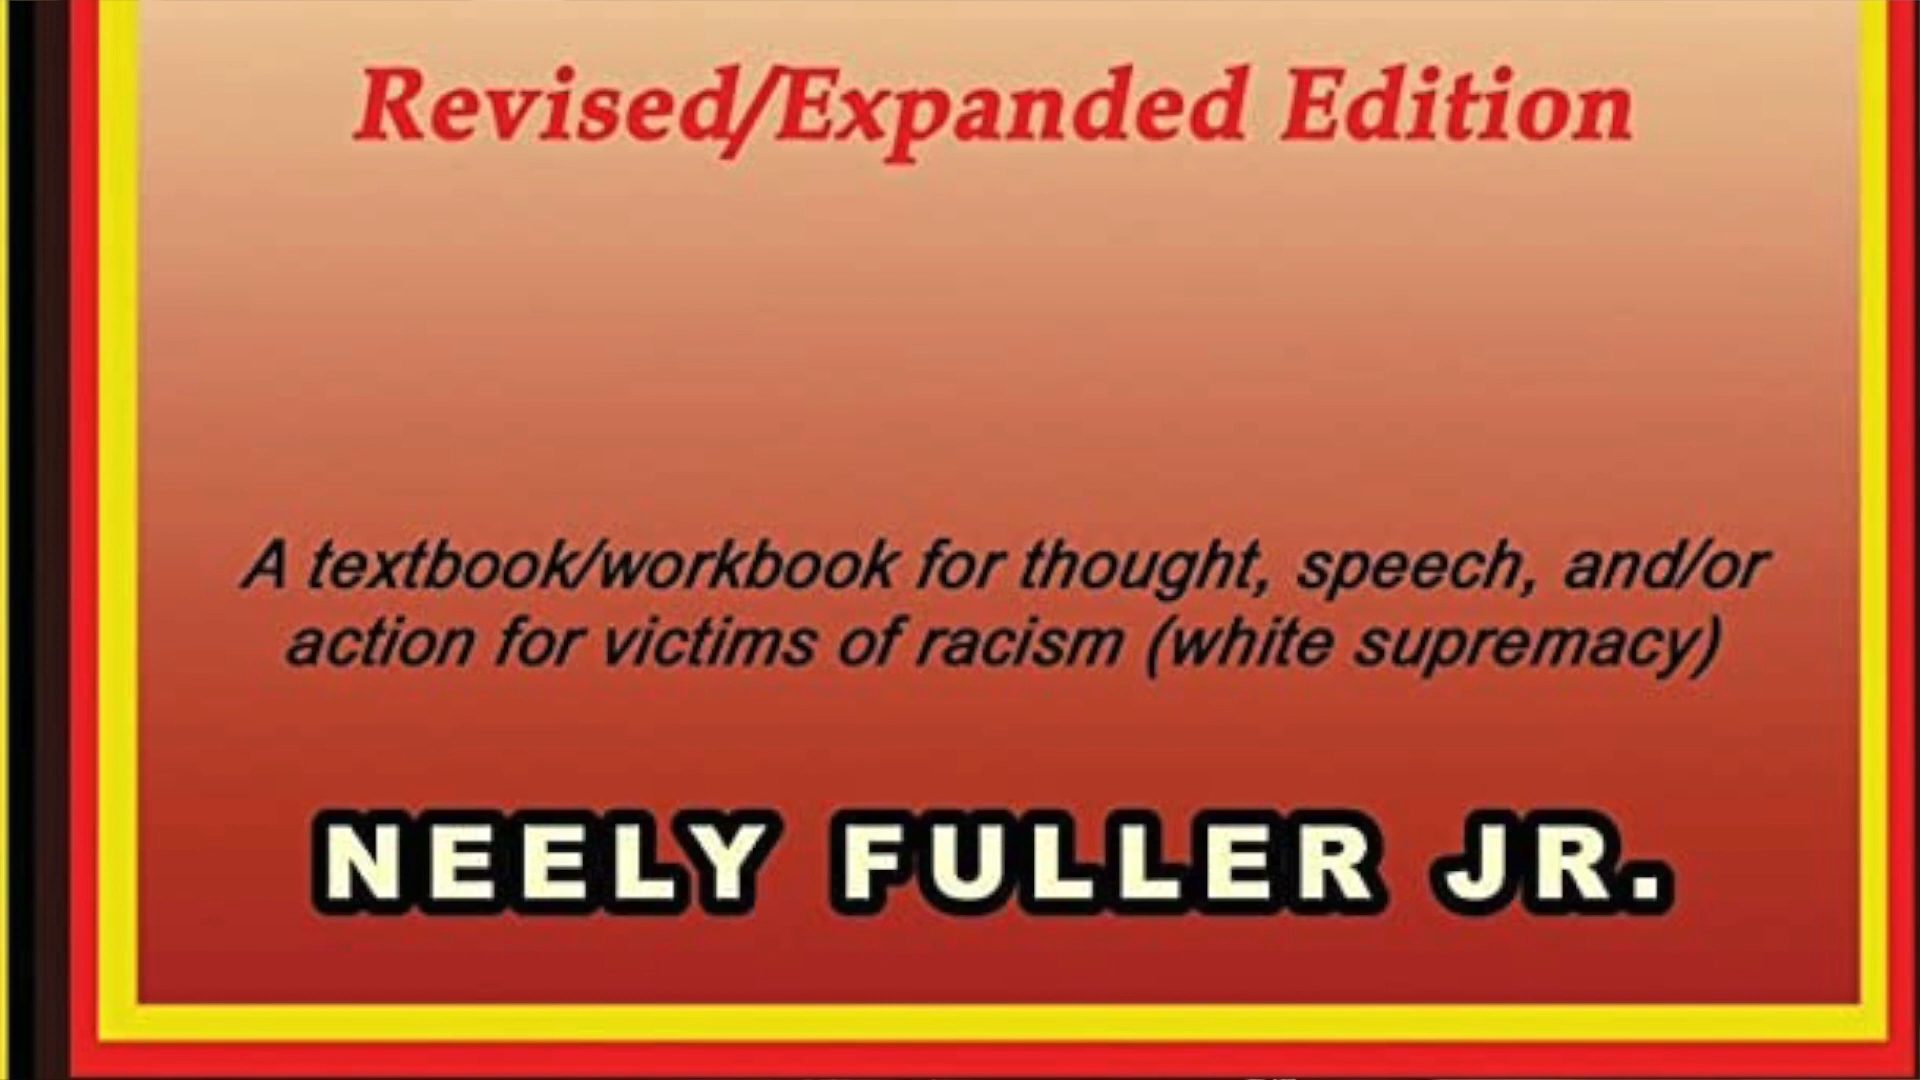 Revised/Expanded Edition
A textbook/workbook for thought, speech, and/or
action for victims of racism (white supremacy)
NEELY FULLER JR.